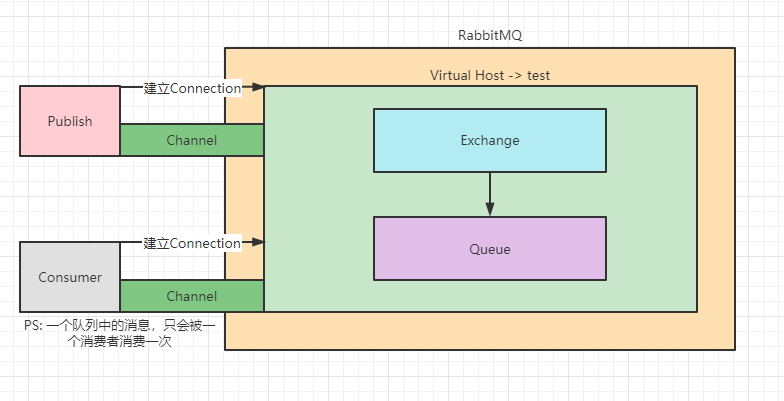 RabbitMQ
Virtual Host -> test
建立Connection
Publish
Channel
Exchange
建立Connection
Queue
Consumer
Channel
PS: 一个队列中的消息，只会被一
个消费者消费一次